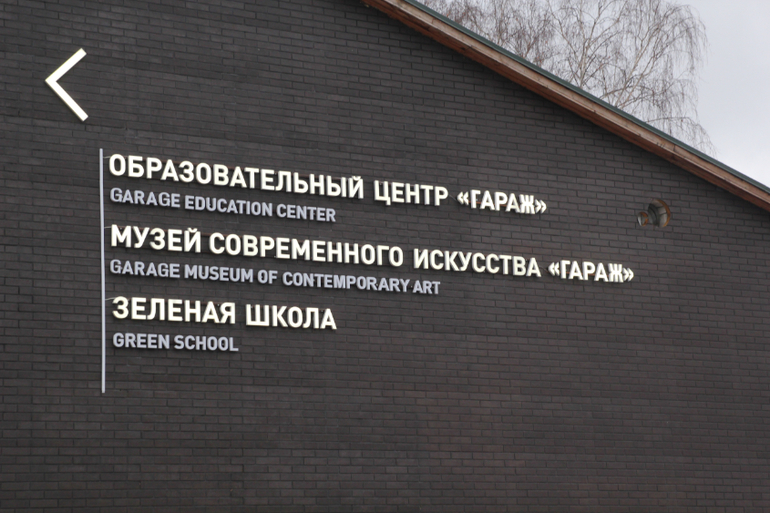 ОБРАЗОВАТЕЛЬНЫЙ ЦЕНТР «ГАРАЖ»
GARAGE EDUCATION CENTER
МУЗЕЙ СОВРЕМЕННОГО ИСКУССТВА «ГАРАЖ»
GARAGE MUSEUM OF CONTEMPORARY ART
ЗЕЛЕНАЯ ШКОЛА
GREEN SCHOOL